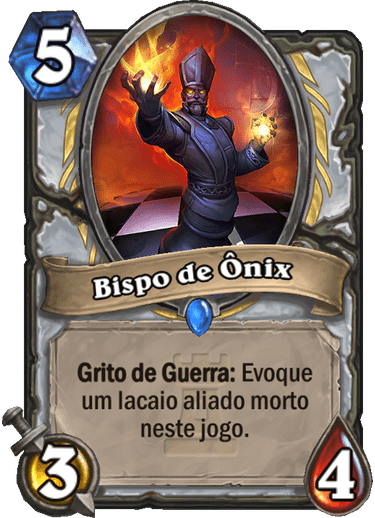 5
Bispo de Ônix
Grito de Guerra: Evoque
um lacaio aliado morto
neste jogo.
3
4